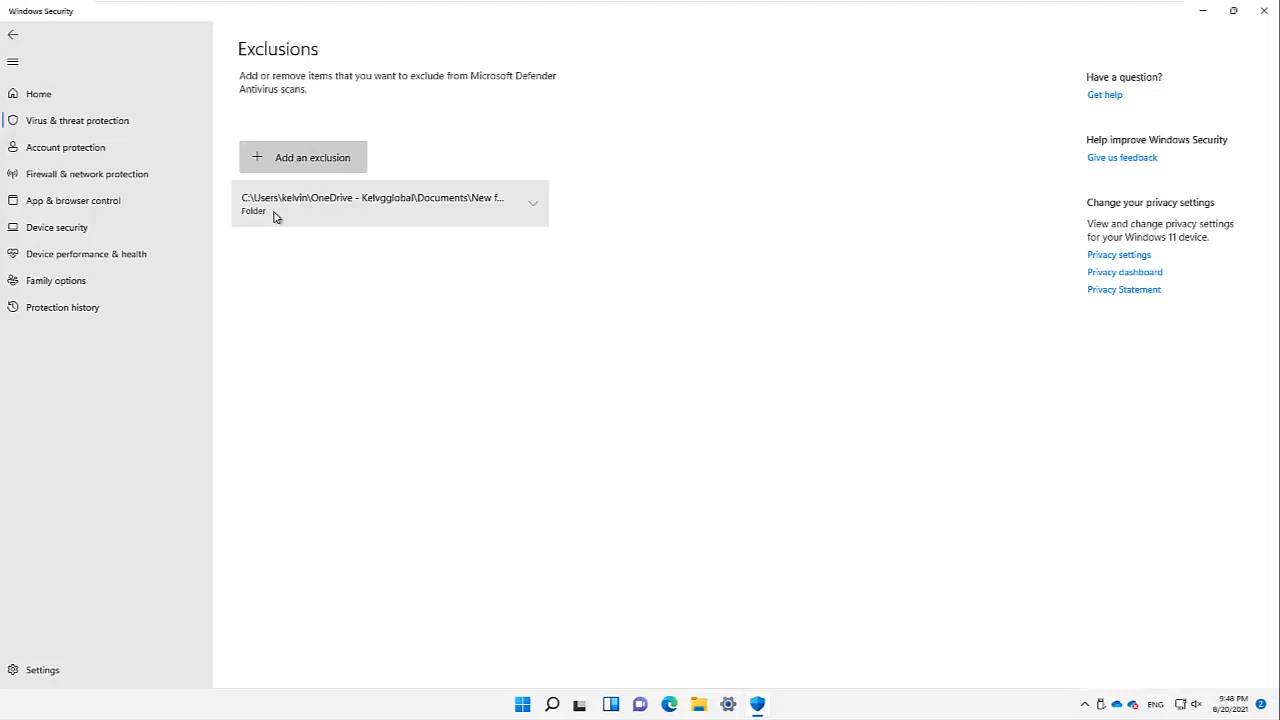 Windows Security
Home
Virus & threat protection
Account protection
Firewall & network protection
App & browser control
Device security
Device performance & health
Family options
Protection history
Settings
Exclusions
Add or remove items that you want to exclude from Microsoft Defender
Antivirus scans.
Add an exclusion
C:\Users\kelvin\OneDrive - Kelvgglobal\Documents\New f...
Folder
Have a question?
Get help
Help improve Windows Security
Give us feedback
Change your privacy settings
View and change privacy settings
for your Windows 11 device.
Privacy settings
Privacy dashboard
Privacy Statement
ENG
9:48 PM
8/20/2021
2